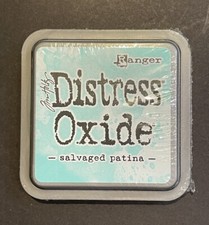 Ranger
Tim Holtz
Distress
Oxide
– salvaged patina –